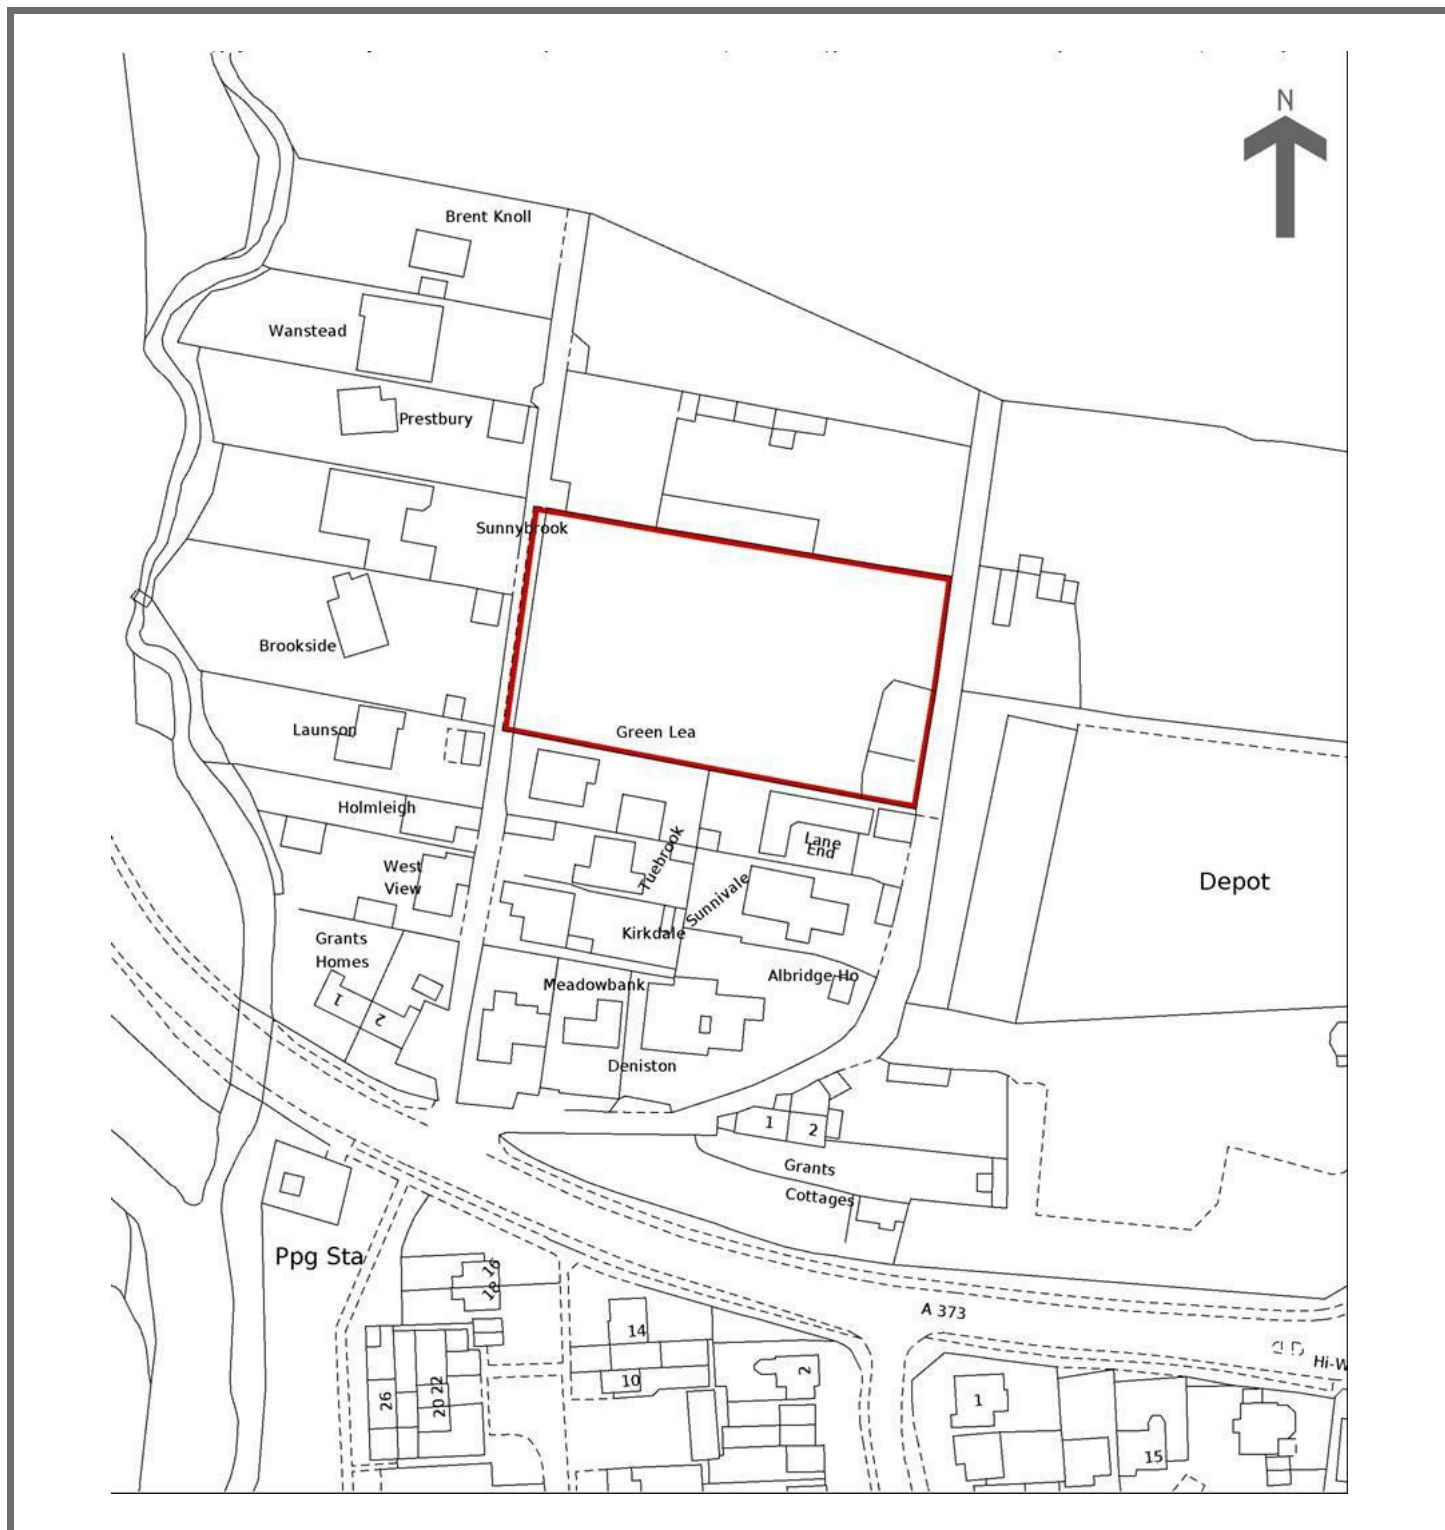 N
Brent Knoll
Wanstead
Prestbury
Sunnybrook
Brookside
Green Lea
Launson
Holmleigh
Lane
End
Tuebrook
West
View
Sunnivale
Depot
Kirkdale
Grants
Homes
Albridge Ho
Meadowbank
1
2
Deniston
1
2
Grants
Cottages
Ppg Sta
16
18
A 373
14
10
2
26
20
22
1
15